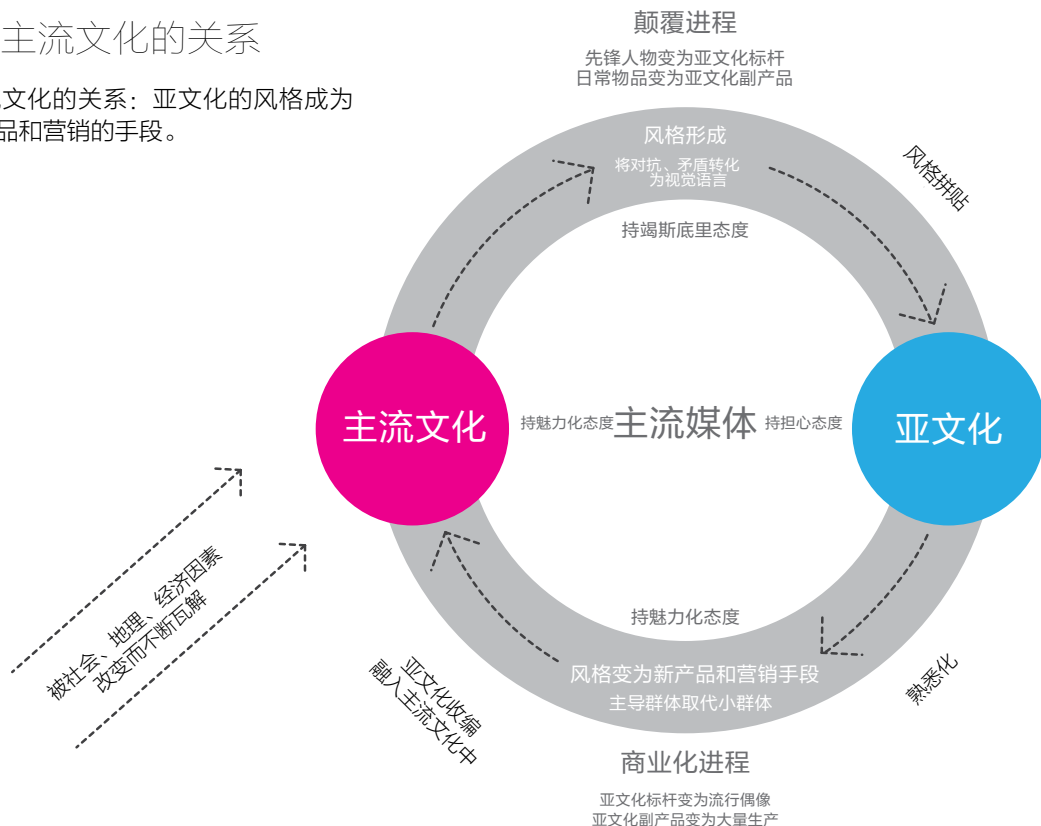 主流文化的关系
文化的关系：亚文化的风格成为
品和营销的手段。
颠覆进程
先锋人物变为亚文化标杆
日常物品变为亚文化副产品
风格形成
将对抗、矛盾转化
为视觉语言
持竭斯底里态度
风格拼贴
主流文化
持魅力化态度
主流媒体
持担心态度
亚文化
被社会、地理、经济因素
改变而不断瓦解
持魅力化态度
风格变为新产品和营销手段
主导群体取代小群体
亚文化收编
融入主流文化中
熟悉化
商业化进程
亚文化标杆变为流行偶像
亚文化副产品变为大量生产